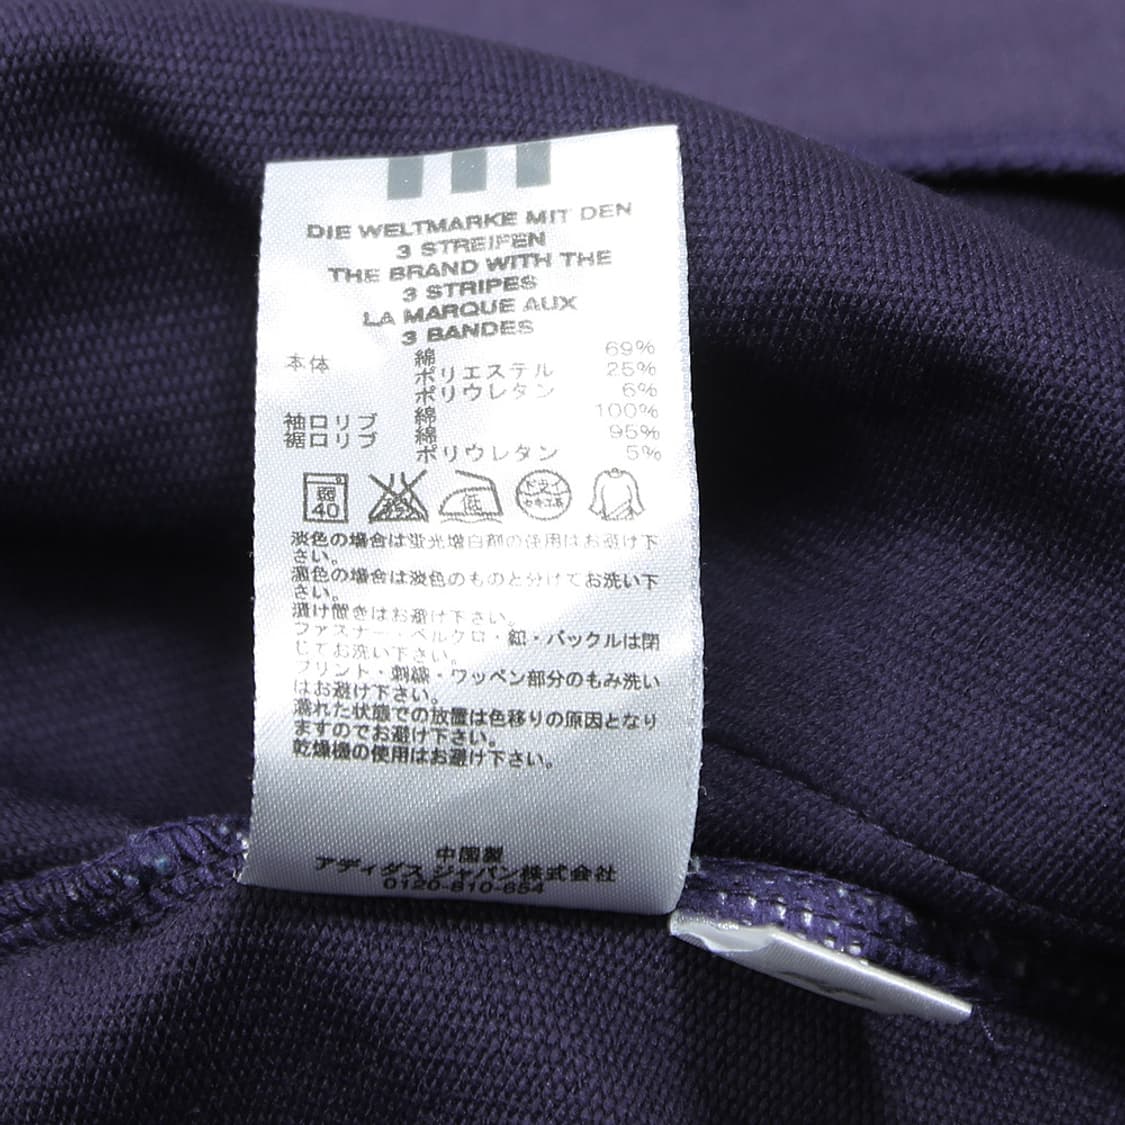 DIE WELTMARKE MIT DEN
3 STREIFEN
THE BRAND WITH THE
3 STRIPES
LA MARQUE AUX
3 BANDES
本体 綿 69%
ポリエステル 25%
ポリウレタン 6%
袖口リブ 綿 100%
裾口リブ 綿 95%
ポリウレタン 5%
弱 40 低 ドライ セキユ系
淡色の場合は蛍光増白剤の使用はお避け下
さい。
濃色の場合は淡色のものと分けてお洗い下
さい。
漬け置きはお避け下さい。
ファスナー・ベルクロ・釦・バックルは閉
じてお洗い下さい。
プリント・刺繍・ワッペン部分のもみ洗い
はお避け下さい。
濡れた状態での放置は色移りの原因となり
ますのでお避け下さい。
乾燥機の使用はお避け下さい。
中国製
アディダス ジャパン株式会社
0120-810-654